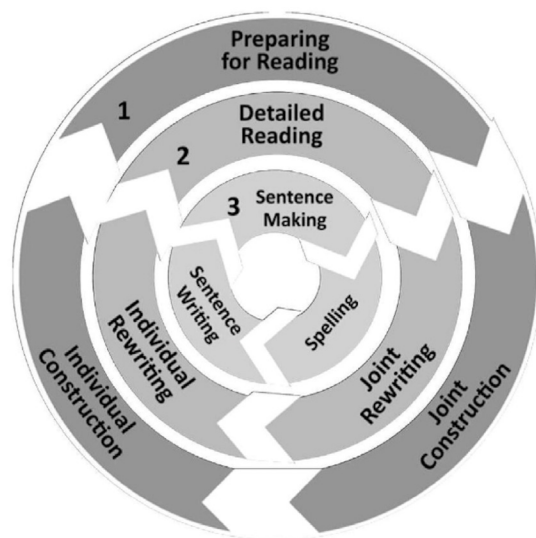 Preparing
for Reading
1
Detailed
Reading
2
3
Sentence
Making
Sentence
Writing
Spelling
Individual
Rewriting
Joint
Rewriting
Individual
Construction
Joint
Construction